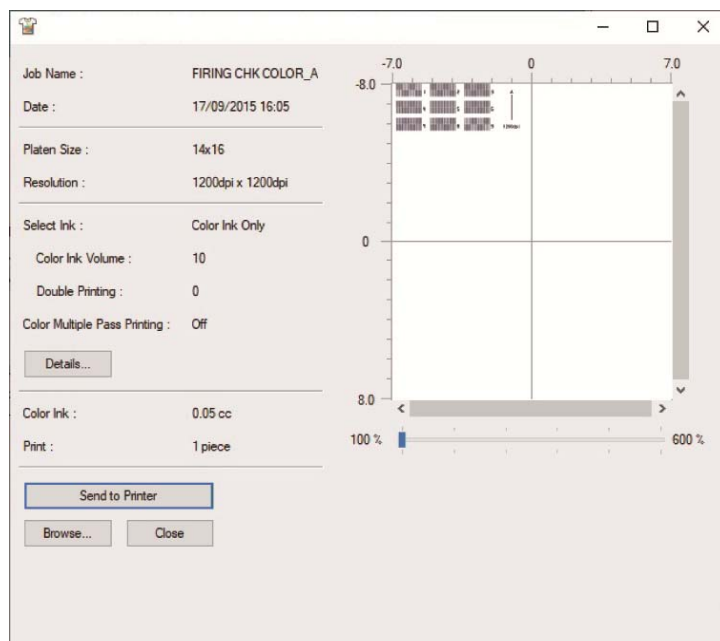 Job Name : FIRING CHK COLOR_A
Date : 17/09/2015 16:05
Platen Size : 14x16
Resolution : 1200dpi x 1200dpi
Select Ink : Color Ink Only
Color Ink Volume : 10
Double Printing : 0
Color Multiple Pass Printing : Off
Details...
Color Ink : 0.05 cc
Print : 1 piece
Send to Printer
Browse... Close
-7.0 0 7.0
-8.0
1200dpi
0
8.0
100 % 600 %